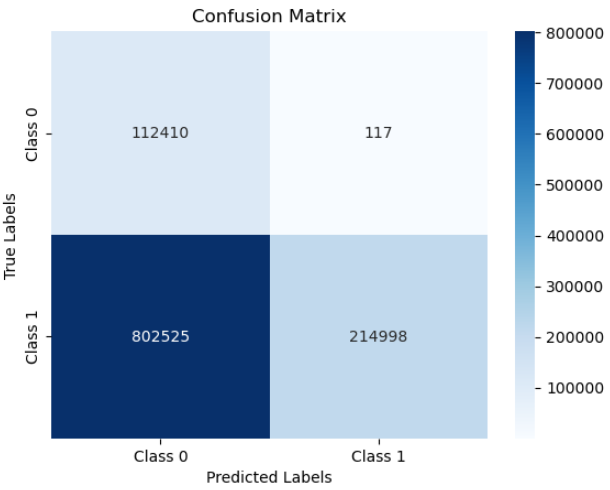 Confusion Matrix
True Labels
Class 0
112410
117
Class 1
802525
214998
Class 0
Class 1
Predicted Labels
800000
700000
600000
500000
400000
300000
200000
100000